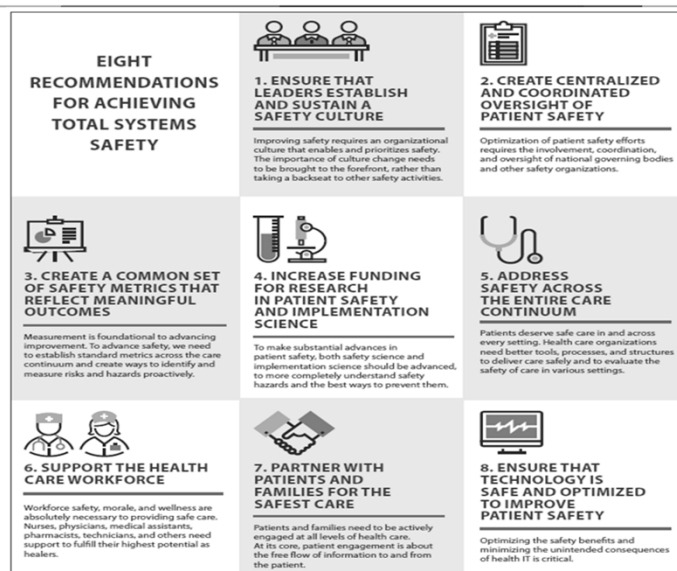 EIGHT
RECOMMENDATIONS
FOR ACHIEVING
TOTAL SYSTEMS
SAFETY
1. ENSURE THAT
LEADERS ESTABLISH
AND SUSTAIN A
SAFETY CULTURE
Improving safety requires an organizational
culture that enables and prioritizes safety.
The importance of culture change needs
to be brought to the forefront, rather than
taking a backseat to other safety activities.
2. CREATE CENTRALIZED
AND COORDINATED
OVERSIGHT OF
PATIENT SAFETY
Optimization of patient safety efforts
requires the involvement, coordination,
and oversight of national governing bodies
and other safety organizations.
3. CREATE A COMMON SET
OF SAFETY METRICS THAT
REFLECT MEANINGFUL
OUTCOMES
Measurement is foundational to advancing
improvement. To advance safety, we need
to establish standard metrics across the care
continuum and create ways to identify and
measure risks and hazards proactively.
4. INCREASE FUNDING
FOR RESEARCH
IN PATIENT SAFETY
AND IMPLEMENTATION
SCIENCE
To make substantial advances in
patient safety, both safety science and
implementation science should be advanced,
to more completely understand safety
hazards and the best ways to prevent them.
5. ADDRESS
SAFETY ACROSS
THE ENTIRE CARE
CONTINUUM
Patients deserve safe care in and across
every setting. Health care organizations
need better tools, processes, and structures
to deliver care safely and to evaluate the
safety of care in various settings.
6. SUPPORT THE HEALTH
CARE WORKFORCE
Workforce safety, morale, and wellness are
absolutely necessary to providing safe care.
Nurses, physicians, medical assistants,
pharmacists, technicians, and others need
support to fulfill their highest potential as
healers.
7. PARTNER WITH
PATIENTS AND
FAMILIES FOR THE
SAFEST CARE
Patients and families need to be actively
engaged at all levels of health care.
At its core, patient engagement is about
the free flow of information to and from
the patient.
8. ENSURE THAT
TECHNOLOGY IS
SAFE AND OPTIMIZED
TO IMPROVE
PATIENT SAFETY
Optimizing the safety benefits and
minimizing the unintended consequences
of health IT is critical.